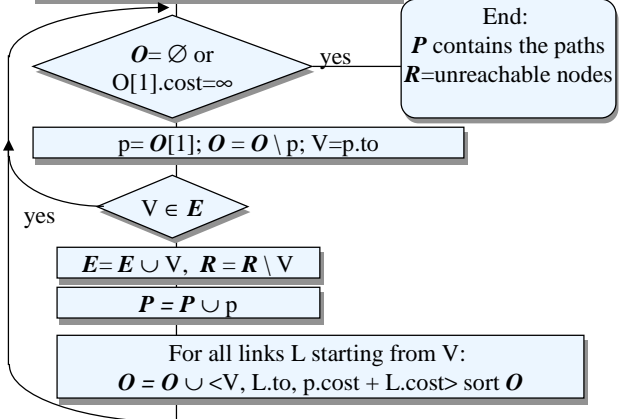 O= ∅ or
O[1].cost=∞
yes
End:
P contains the paths
R=unreachable nodes
p= O[1]; O = O \ p; V=p.to
V ∈ E
yes
E= E ∪ V, R = R \ V
P = P ∪ p
For all links L starting from V:
O = O ∪ <V, L.to, p.cost + L.cost> sort O